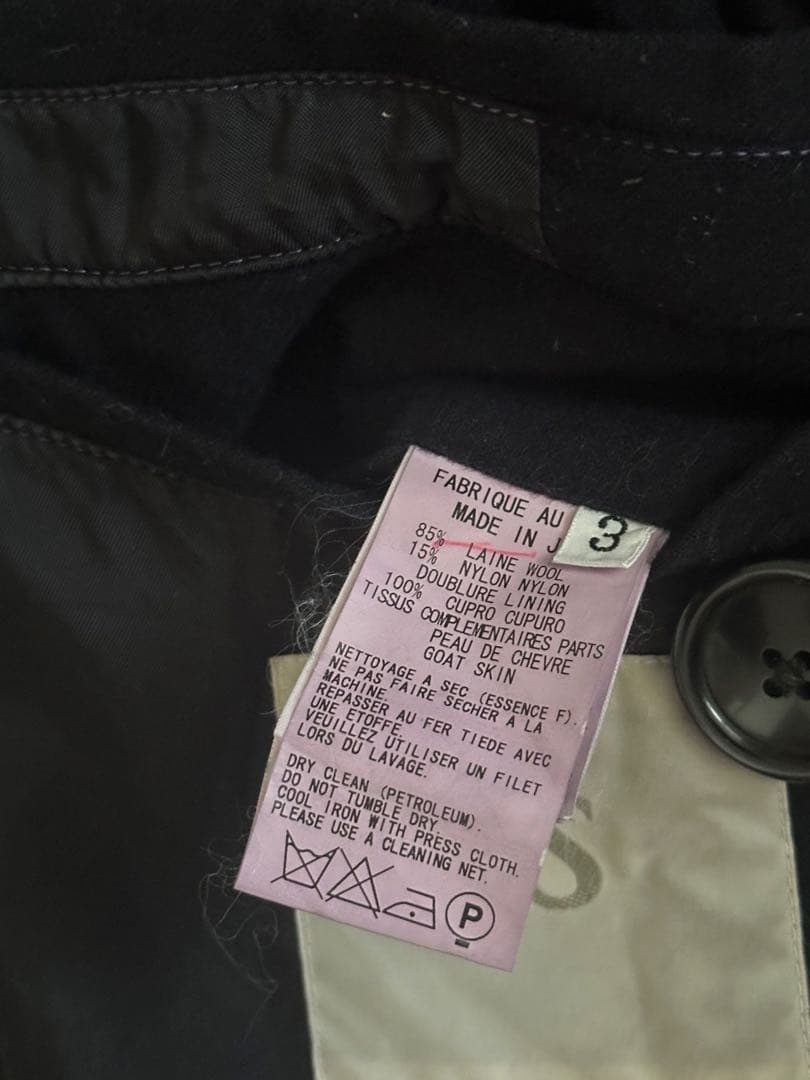 FABRIQUE AU
MADE IN J
3
85% LAINE WOOL
15% NYLON NYLON
DOUBLURE LINING
100% CUPRO CUPURO
TISSUS COMPLEMENTAIRES PARTS
PEAU DE CHEVRE
GOAT SKIN
NETTOYAGE A SEC (ESSENCE F).
NE PAS FAIRE SECHER A LA
MACHINE.
REPASSER AU FER TIEDE AVEC
UNE ETOFFE.
VEUILLEZ UTILISER UN FILET
LORS DU LAVAGE.
DRY CLEAN (PETROLEUM).
DO NOT TUMBLE DRY.
COOL IRON WITH PRESS CLOTH.
PLEASE USE A CLEANING NET.
P
S